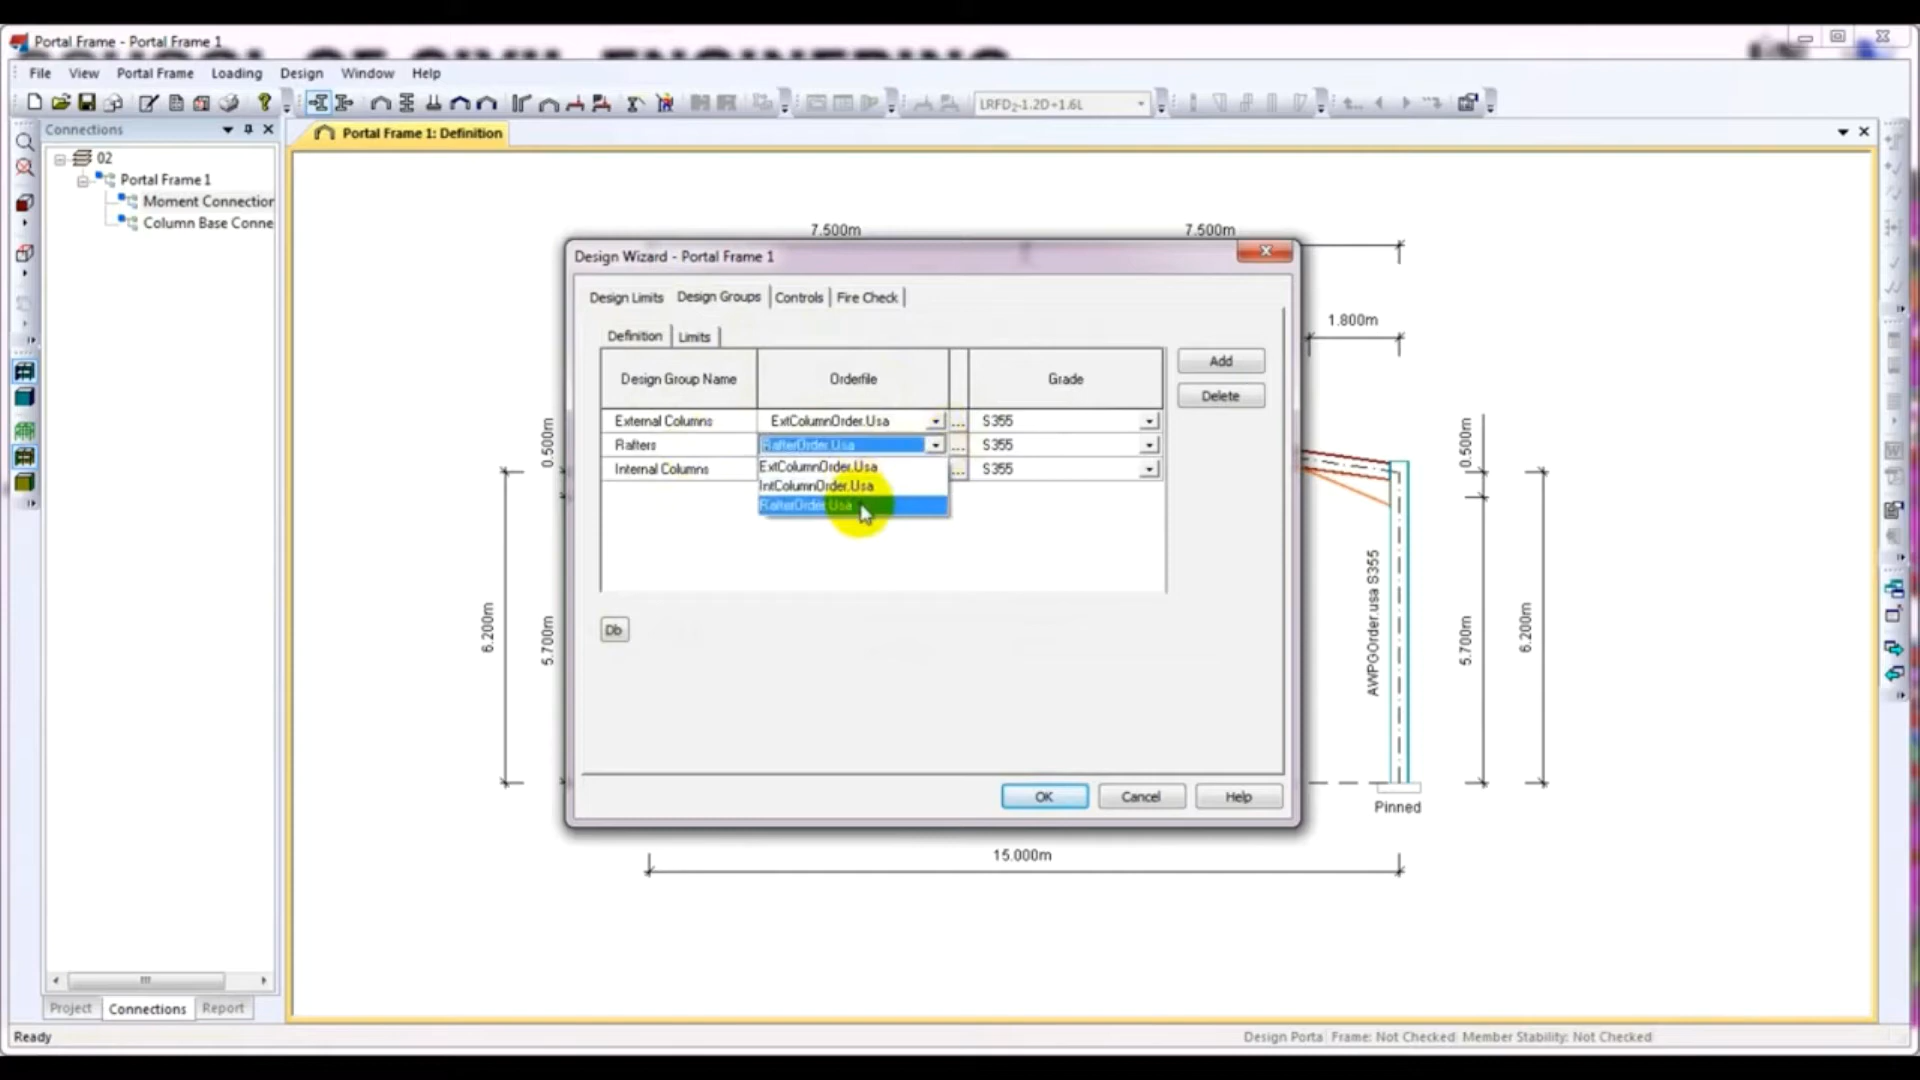 Portal Frame - Portal Frame 1
File View Portal Frame Loading Design Window Help
LRFD2-1.2D+1.6L
Connections
Portal Frame 1: Definition
02
Portal Frame 1
Moment Connection
Column Base Conne
7.500m 7.500m
Design Wizard - Portal Frame 1
Design Limits Design Groups Controls Fire Check
Definition Limits
Design Group Name Orderfile Grade
Add
Delete
External Columns ExtColumnOrder.Usa ... S355
Rafters RafterOrder.Usa ... S355
Internal Columns ... S355
ExtColumnOrder.Usa
IntColumnOrder.Usa
RafterOrder.Usa
Db
OK Cancel Help
1.800m
0.500m
0.500m
6.200m
5.700m
AWPGOrder.usa S355
5.700m
6.200m
Pinned
15.000m
Project Connections Report
Ready
Design Porta Frame: Not Checked Member Stability: Not Checked